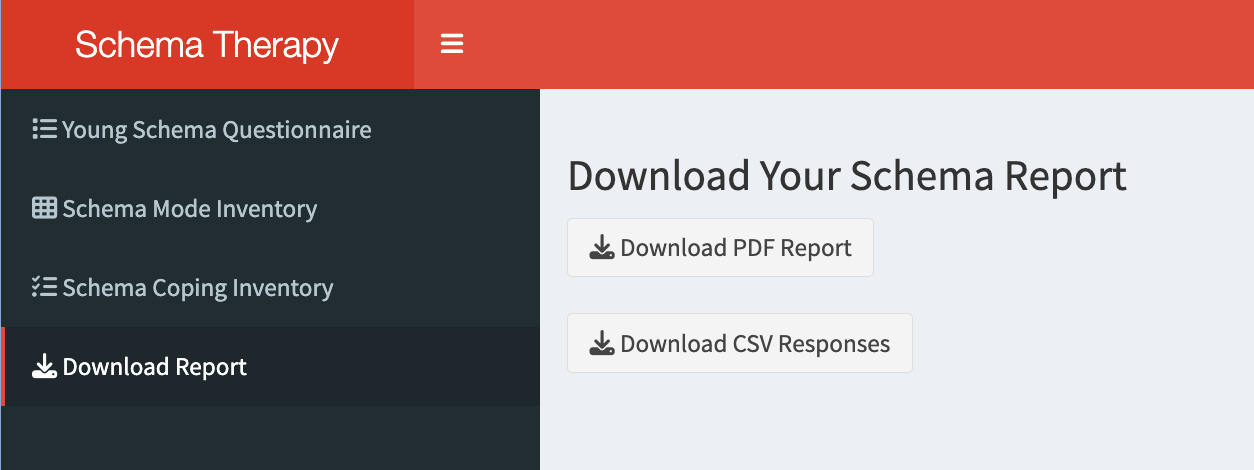 Schema Therapy
Young Schema Questionnaire
Schema Mode Inventory
Schema Coping Inventory
Download Report
Download Your Schema Report
Download PDF Report
Download CSV Responses